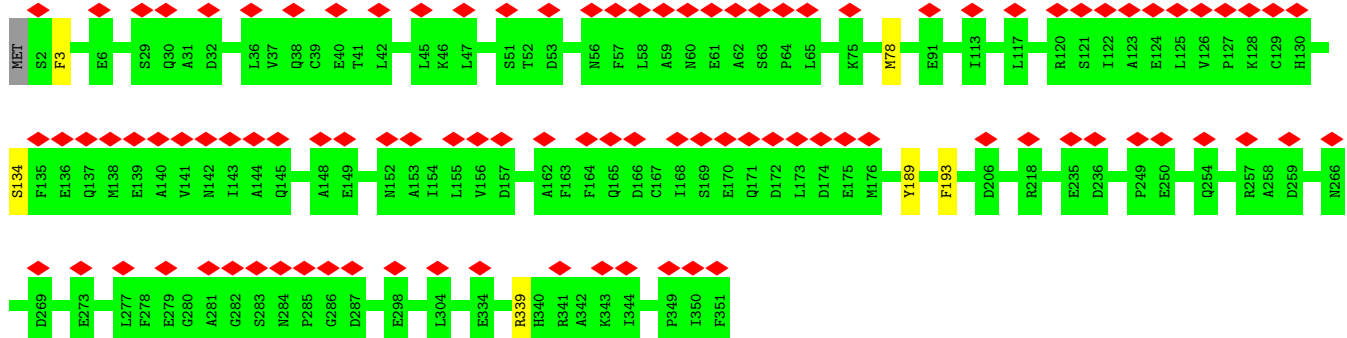 MET S2 F3 E6 S29 Q30 A31 D32 L36 V37 Q38 C39 E40 T41 L42 L45 K46 L47 S51 T52 D53 N56 F57 L58 A59 N60 E61 A62 S63 P64 L65 K75 M78 E91 I113 L117 R120 S121 I122 A123 E124 L125 V126 P127 K128 C129 H130
S134 F135 E136 Q137 M138 E139 A140 V141 N142 I143 A144 Q145 A148 E149 N152 A153 I154 L155 V156 D157 A162 F163 F164 Q165 D166 C167 I168 S169 E170 Q171 D172 L173 D174 E175 M176 Y189 F193 D206 R218 E235 D236 P249 E250 Q254 R257 A258 D259 N266
D269 E273 L277 F278 E279 G280 A281 G282 S283 N284 P285 G286 D287 E298 L304 E334 R339 H340 R341 A342 K343 I344 P349 I350 F351